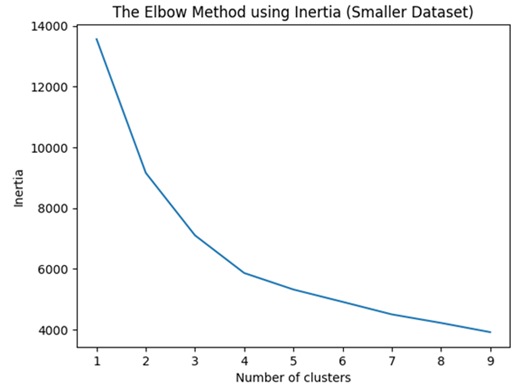 The Elbow Method using Inertia (Smaller Dataset)
14000
12000
10000
8000
6000
4000
Inertia
1 2 3 4 5 6 7 8 9
Number of clusters